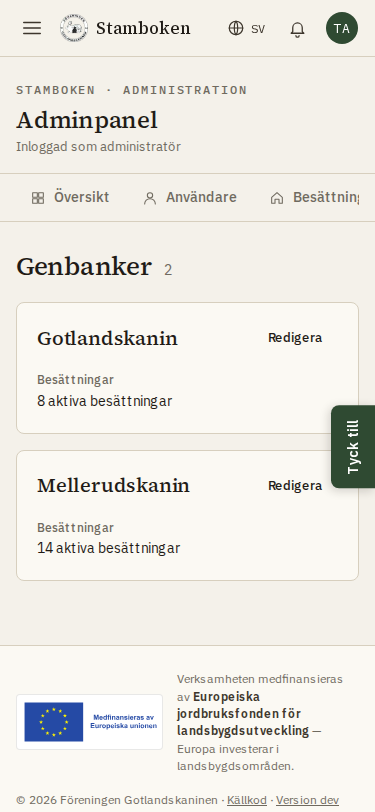 Stamboken
SV
TA
STAMBOKEN · ADMINISTRATION
Adminpanel
Inloggad som administratör
Översikt
Användare
Besättning
Genbanker 2
Gotlandskanin
Redigera
Besättningar
8 aktiva besättningar
Tyck till
Mellerudskanin
Redigera
Besättningar
14 aktiva besättningar
Medfinansieras av
Europeiska unionen
Verksamheten medfinansieras
av Europeiska
jordbruksfonden för
landsbygdsutveckling —
Europa investerar i
landsbygdsområden.
© 2026 Föreningen Gotlandskaninen · Källkod · Version dev